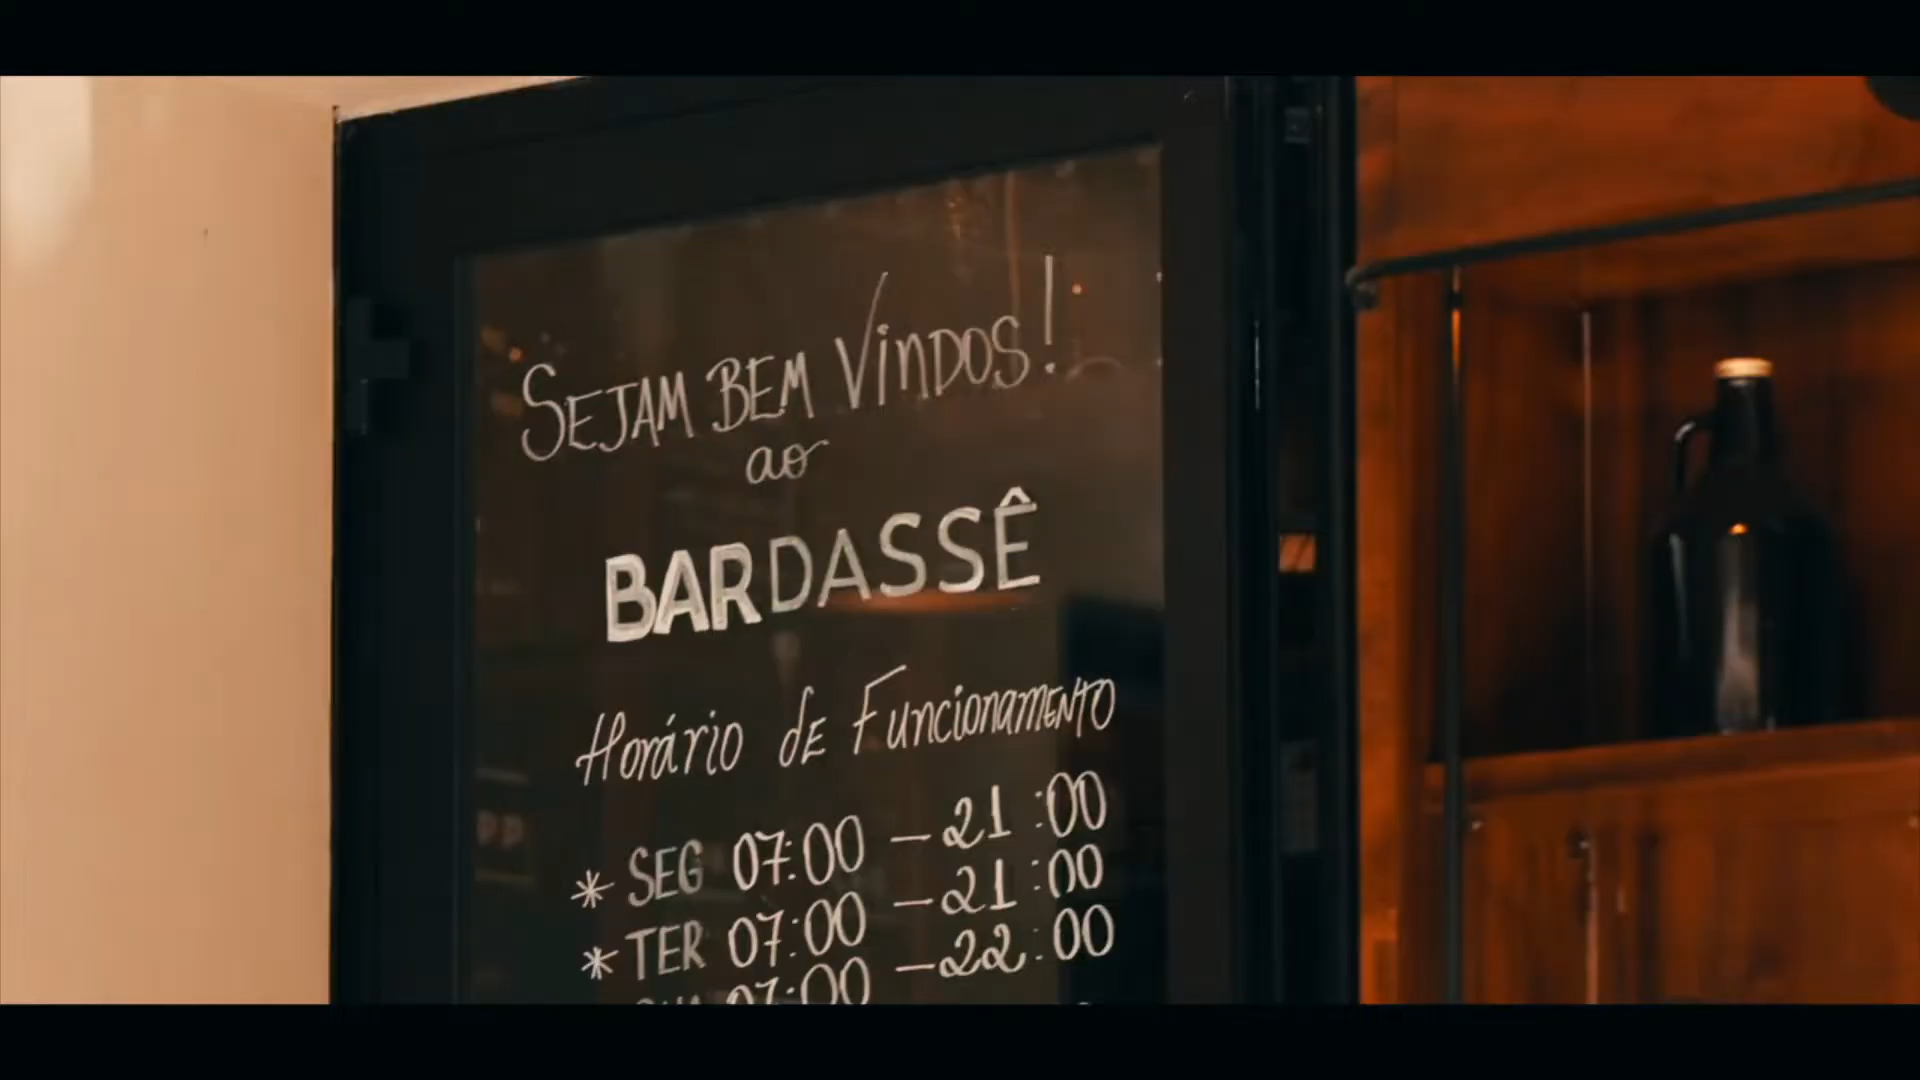 SEJAM BEM VINDOS!
ao
BARDASSÊ
Horário de Funcionamento
* SEG 07:00 - 21:00
* TER 07:00 - 21:00
07:00 - 22:00